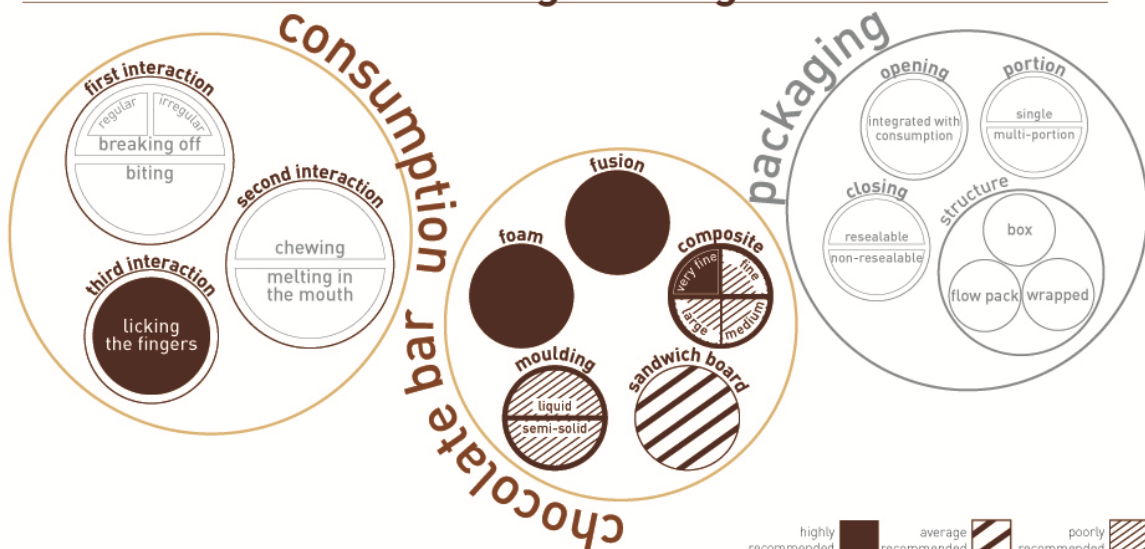 consumption
first interaction
regular
irregular
breaking off
biting
second interaction
chewing
melting in
the mouth
third interaction
licking
the fingers
chocolate bar
fusion
foam
composite
very fine
fine
large
medium
moulding
liquid
semi-solid
sandwich board
packaging
opening
integrated with
consumption
portion
single
multi-portion
closing
resealable
non-resealable
structure
box
flow pack
wrapped
highly
recommended
average
recommended
poorly
recommended